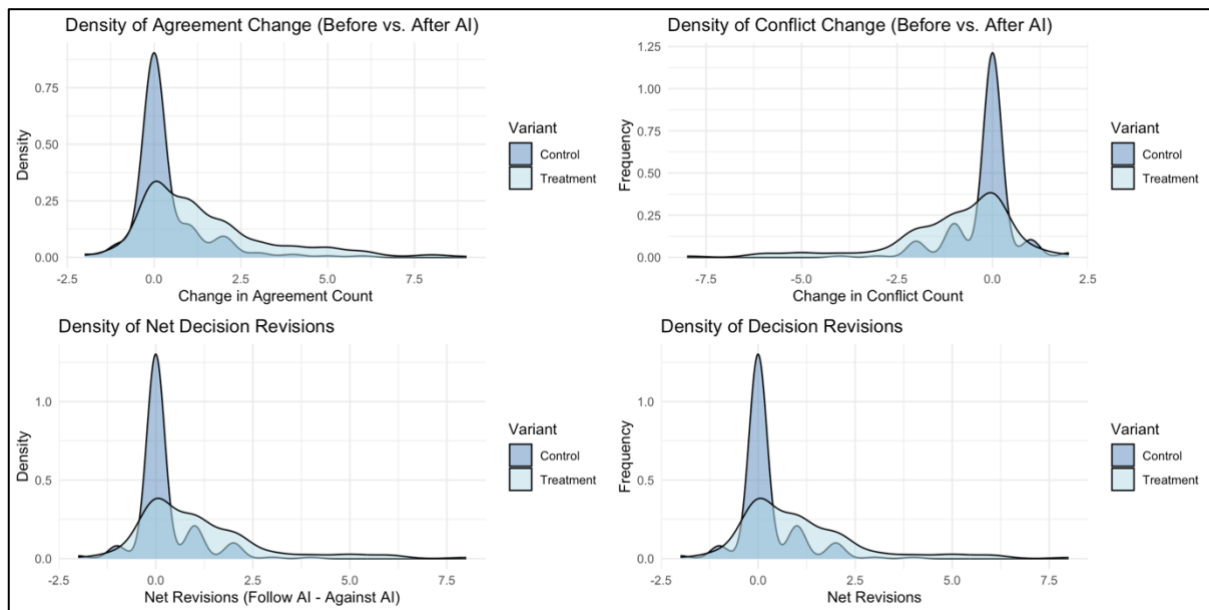 Density of Agreement Change (Before vs. After AI)
Density
0.75
0.50
0.25
0.00
-2.5
0.0
2.5
5.0
7.5
Change in Agreement Count
Variant
Control
Treatment
Density of Conflict Change (Before vs. After AI)
Frequency
1.25
1.00
0.75
0.50
0.25
0.00
-7.5
-5.0
-2.5
0.0
2.5
Change in Conflict Count
Variant
Control
Treatment
Density of Net Decision Revisions
Density
1.0
0.5
0.0
-2.5
0.0
2.5
5.0
7.5
Net Revisions (Follow AI - Against AI)
Variant
Control
Treatment
Density of Decision Revisions
Frequency
1.0
0.5
0.0
-2.5
0.0
2.5
5.0
7.5
Net Revisions
Variant
Control
Treatment